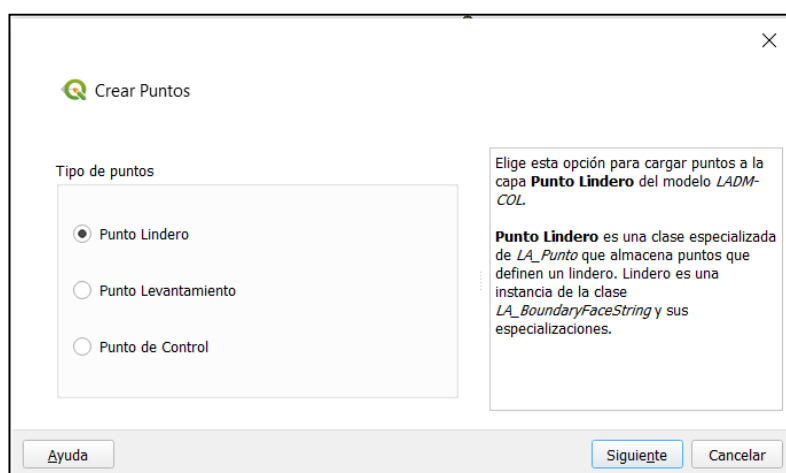 Crear Puntos
Tipo de puntos
Punto Lindero
Punto Levantamiento
Punto de Control
Elige esta opción para cargar puntos a la
capa Punto Lindero del modelo LADM-
COL.
Punto Lindero es una clase especializada
de LA_Punto que almacena puntos que
definen un lindero. Lindero es una
instancia de la clase
LA_BoundaryFaceString y sus
especializaciones.
Ayuda
Siguiente
Cancelar